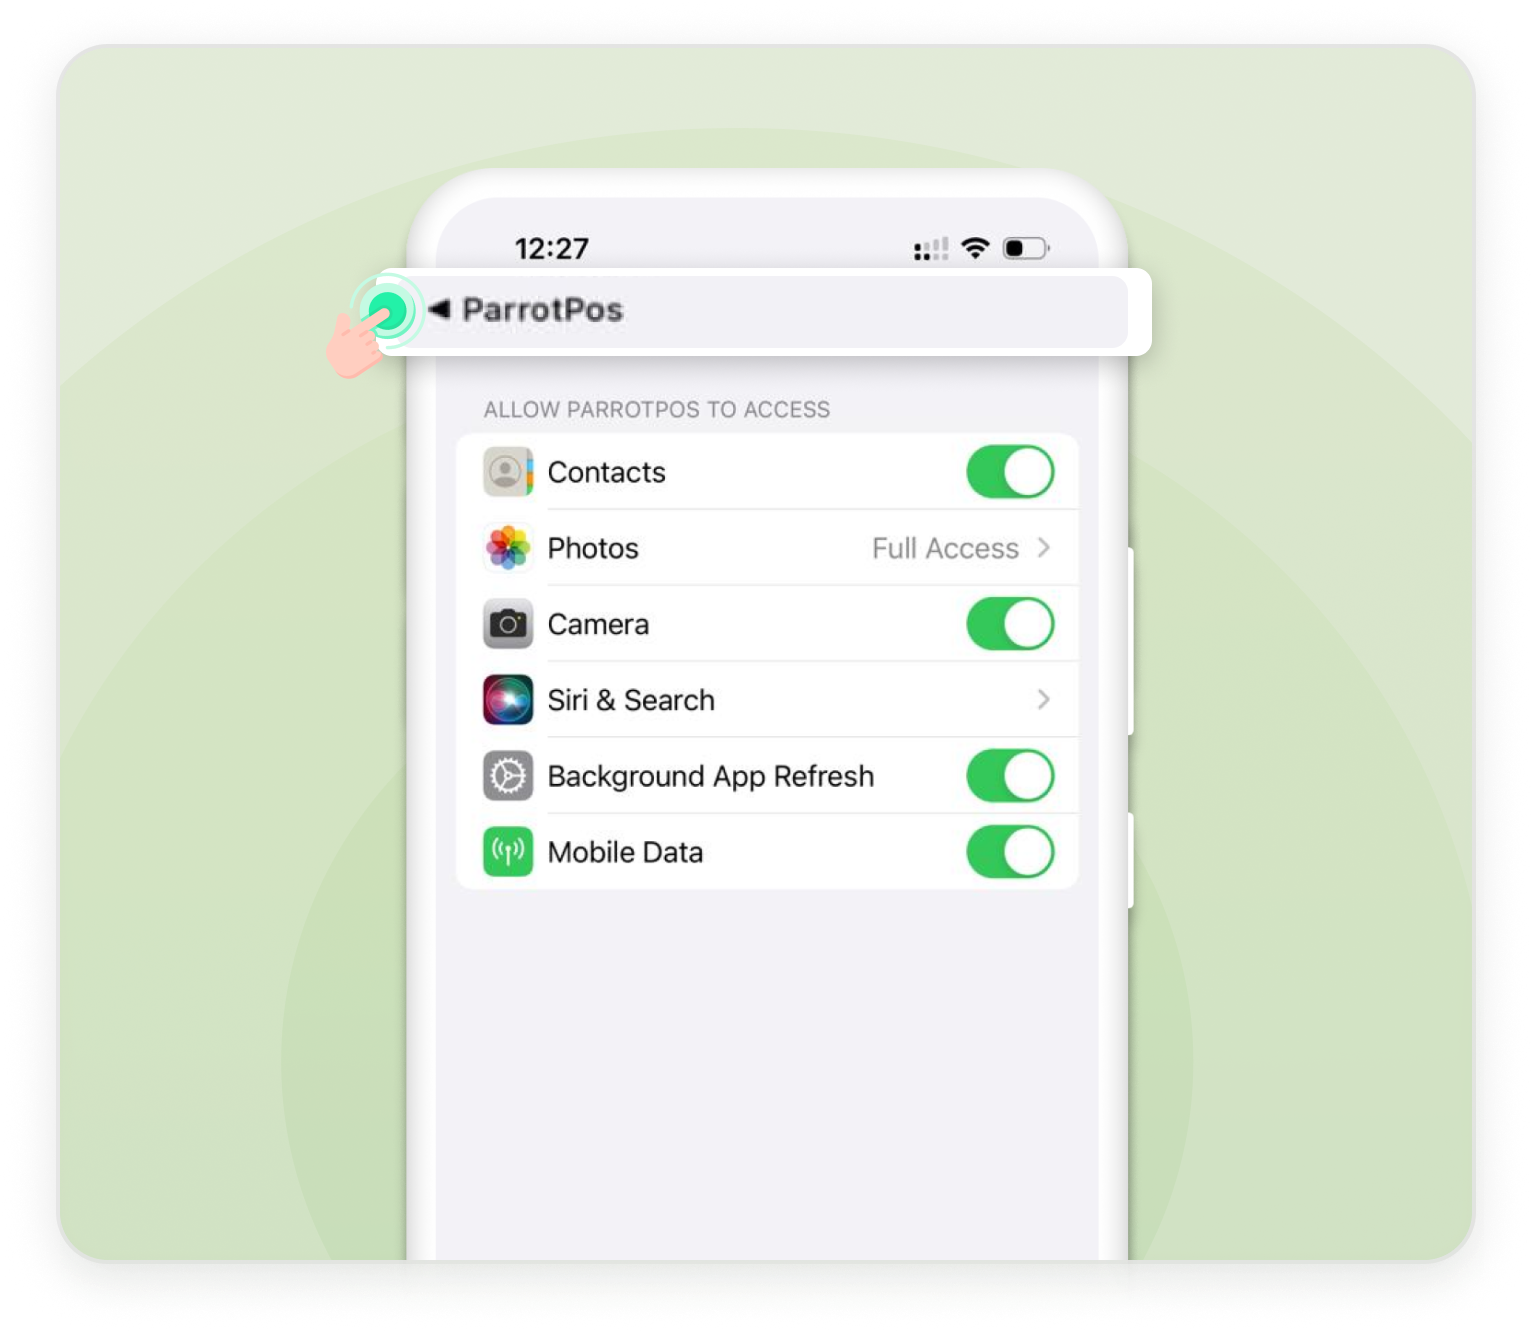 12:27
ParrotPos
ALLOW PARROTPOS TO ACCESS
Contacts
Photos Full Access
Camera
Siri & Search
Background App Refresh
Mobile Data